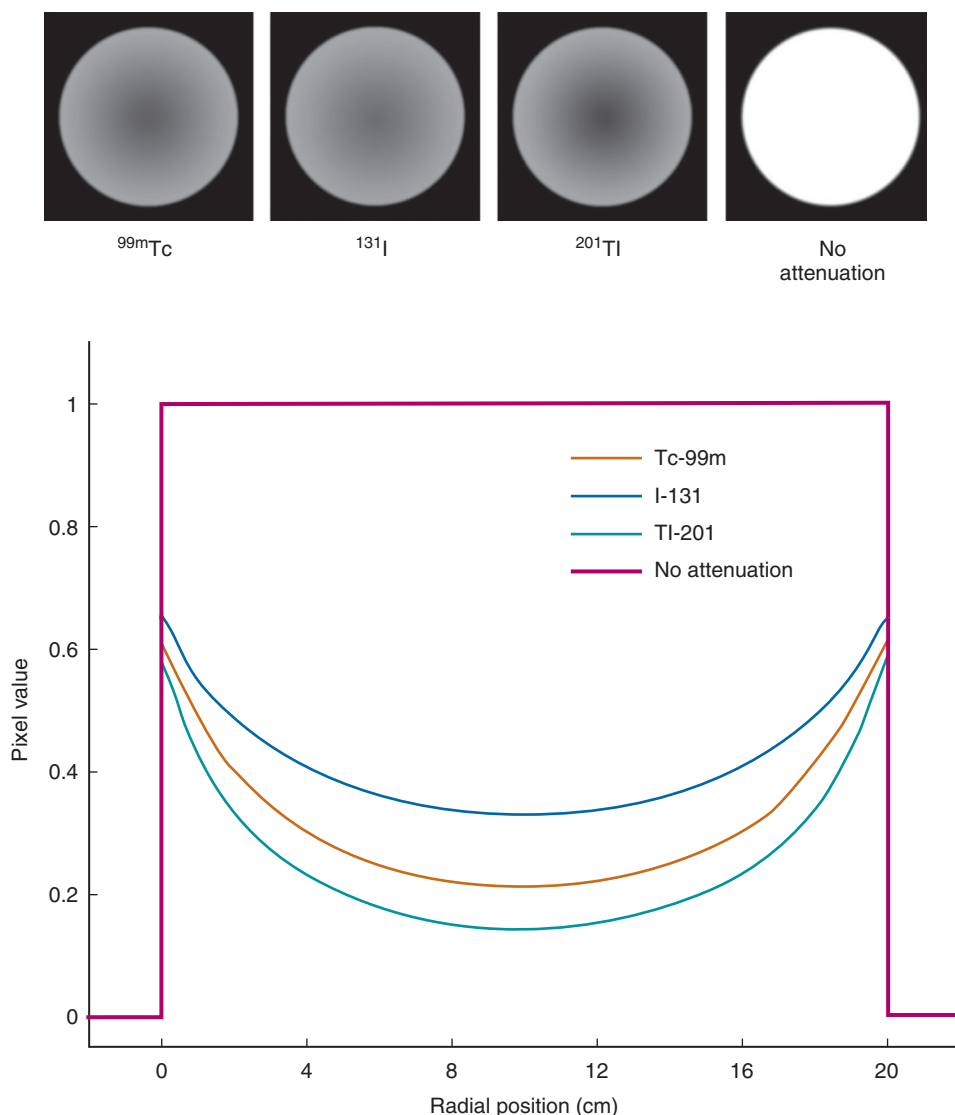 99mTc
131I
201Tl
No
attenuation
1
0.8
0.6
0.4
0.2
0
Pixel value
Tc-99m
I-131
Tl-201
No attenuation
0
4
8
12
16
20
Radial position (cm)